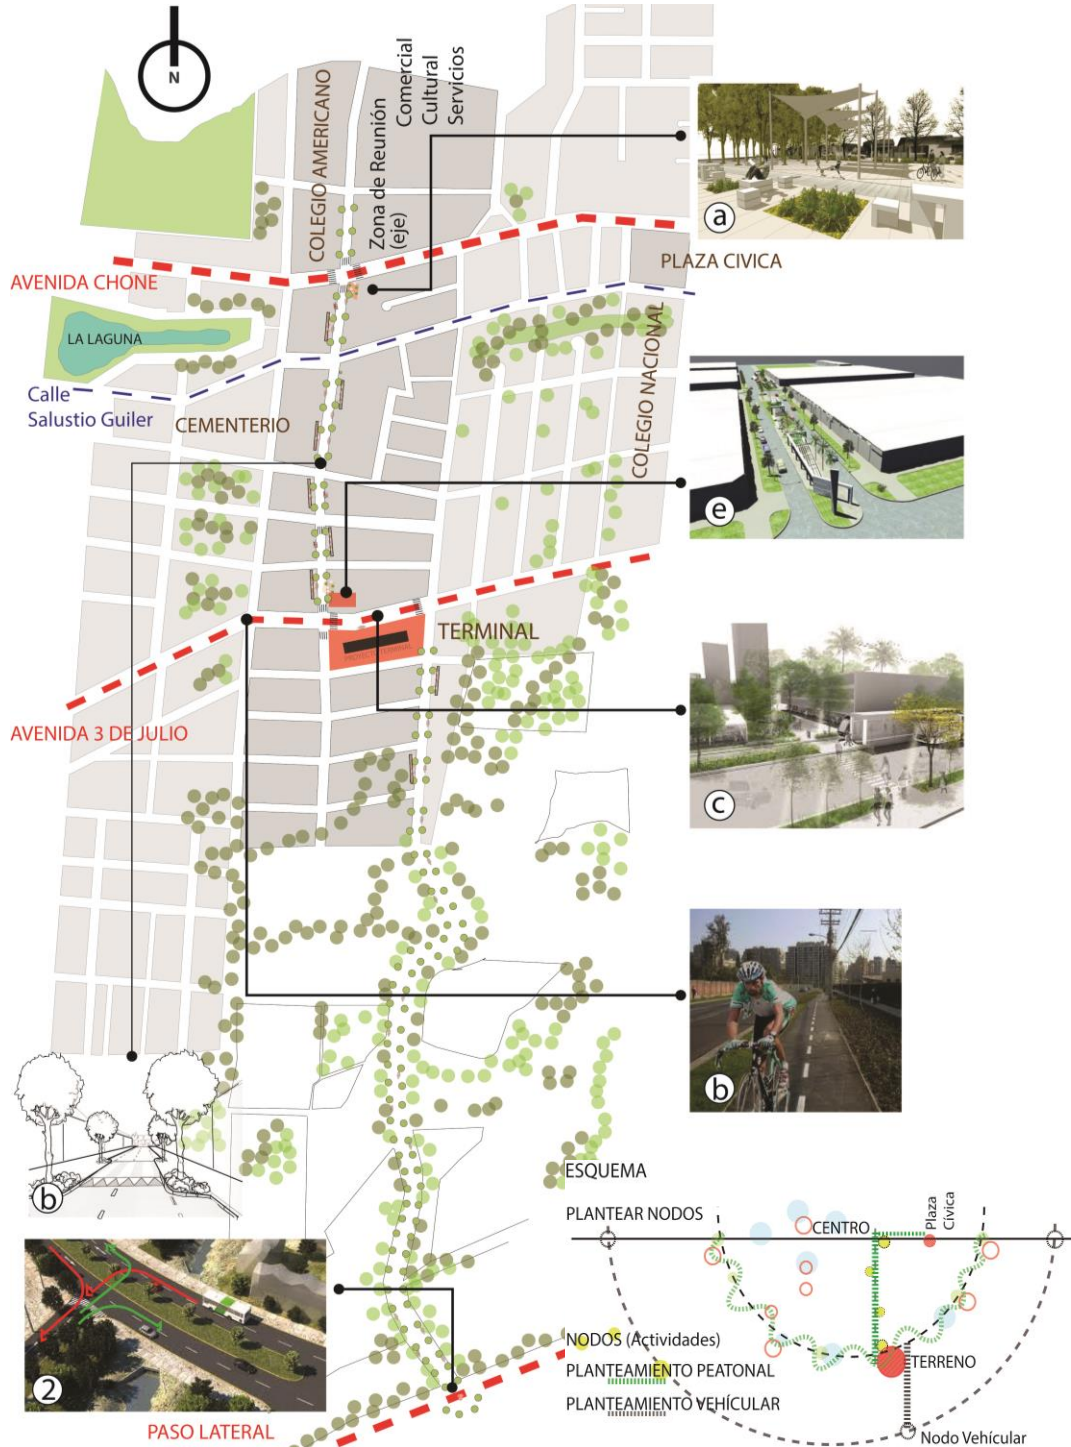 N
COLEGIO AMERICANO
Zona de Reunión
(eje)
Comercial
Cultural
Servicios
a
AVENIDA CHONE
PLAZA CIVICA
LA LAGUNA
Calle
Salustio Guiler
CEMENTERIO
COLEGIO NACIONAL
e
TERMINAL
PROYECTO TERMINAL
AVENIDA 3 DE JULIO
c
b
b
2
PASO LATERAL
ESQUEMA
PLANTEAR NODOS
CENTRO
Plaza
Cívica
NODOS (Actividades)
PLANTEAMIENTO PEATONAL
TERRENO
PLANTEAMIENTO VEHÍCULAR
Nodo Vehícular